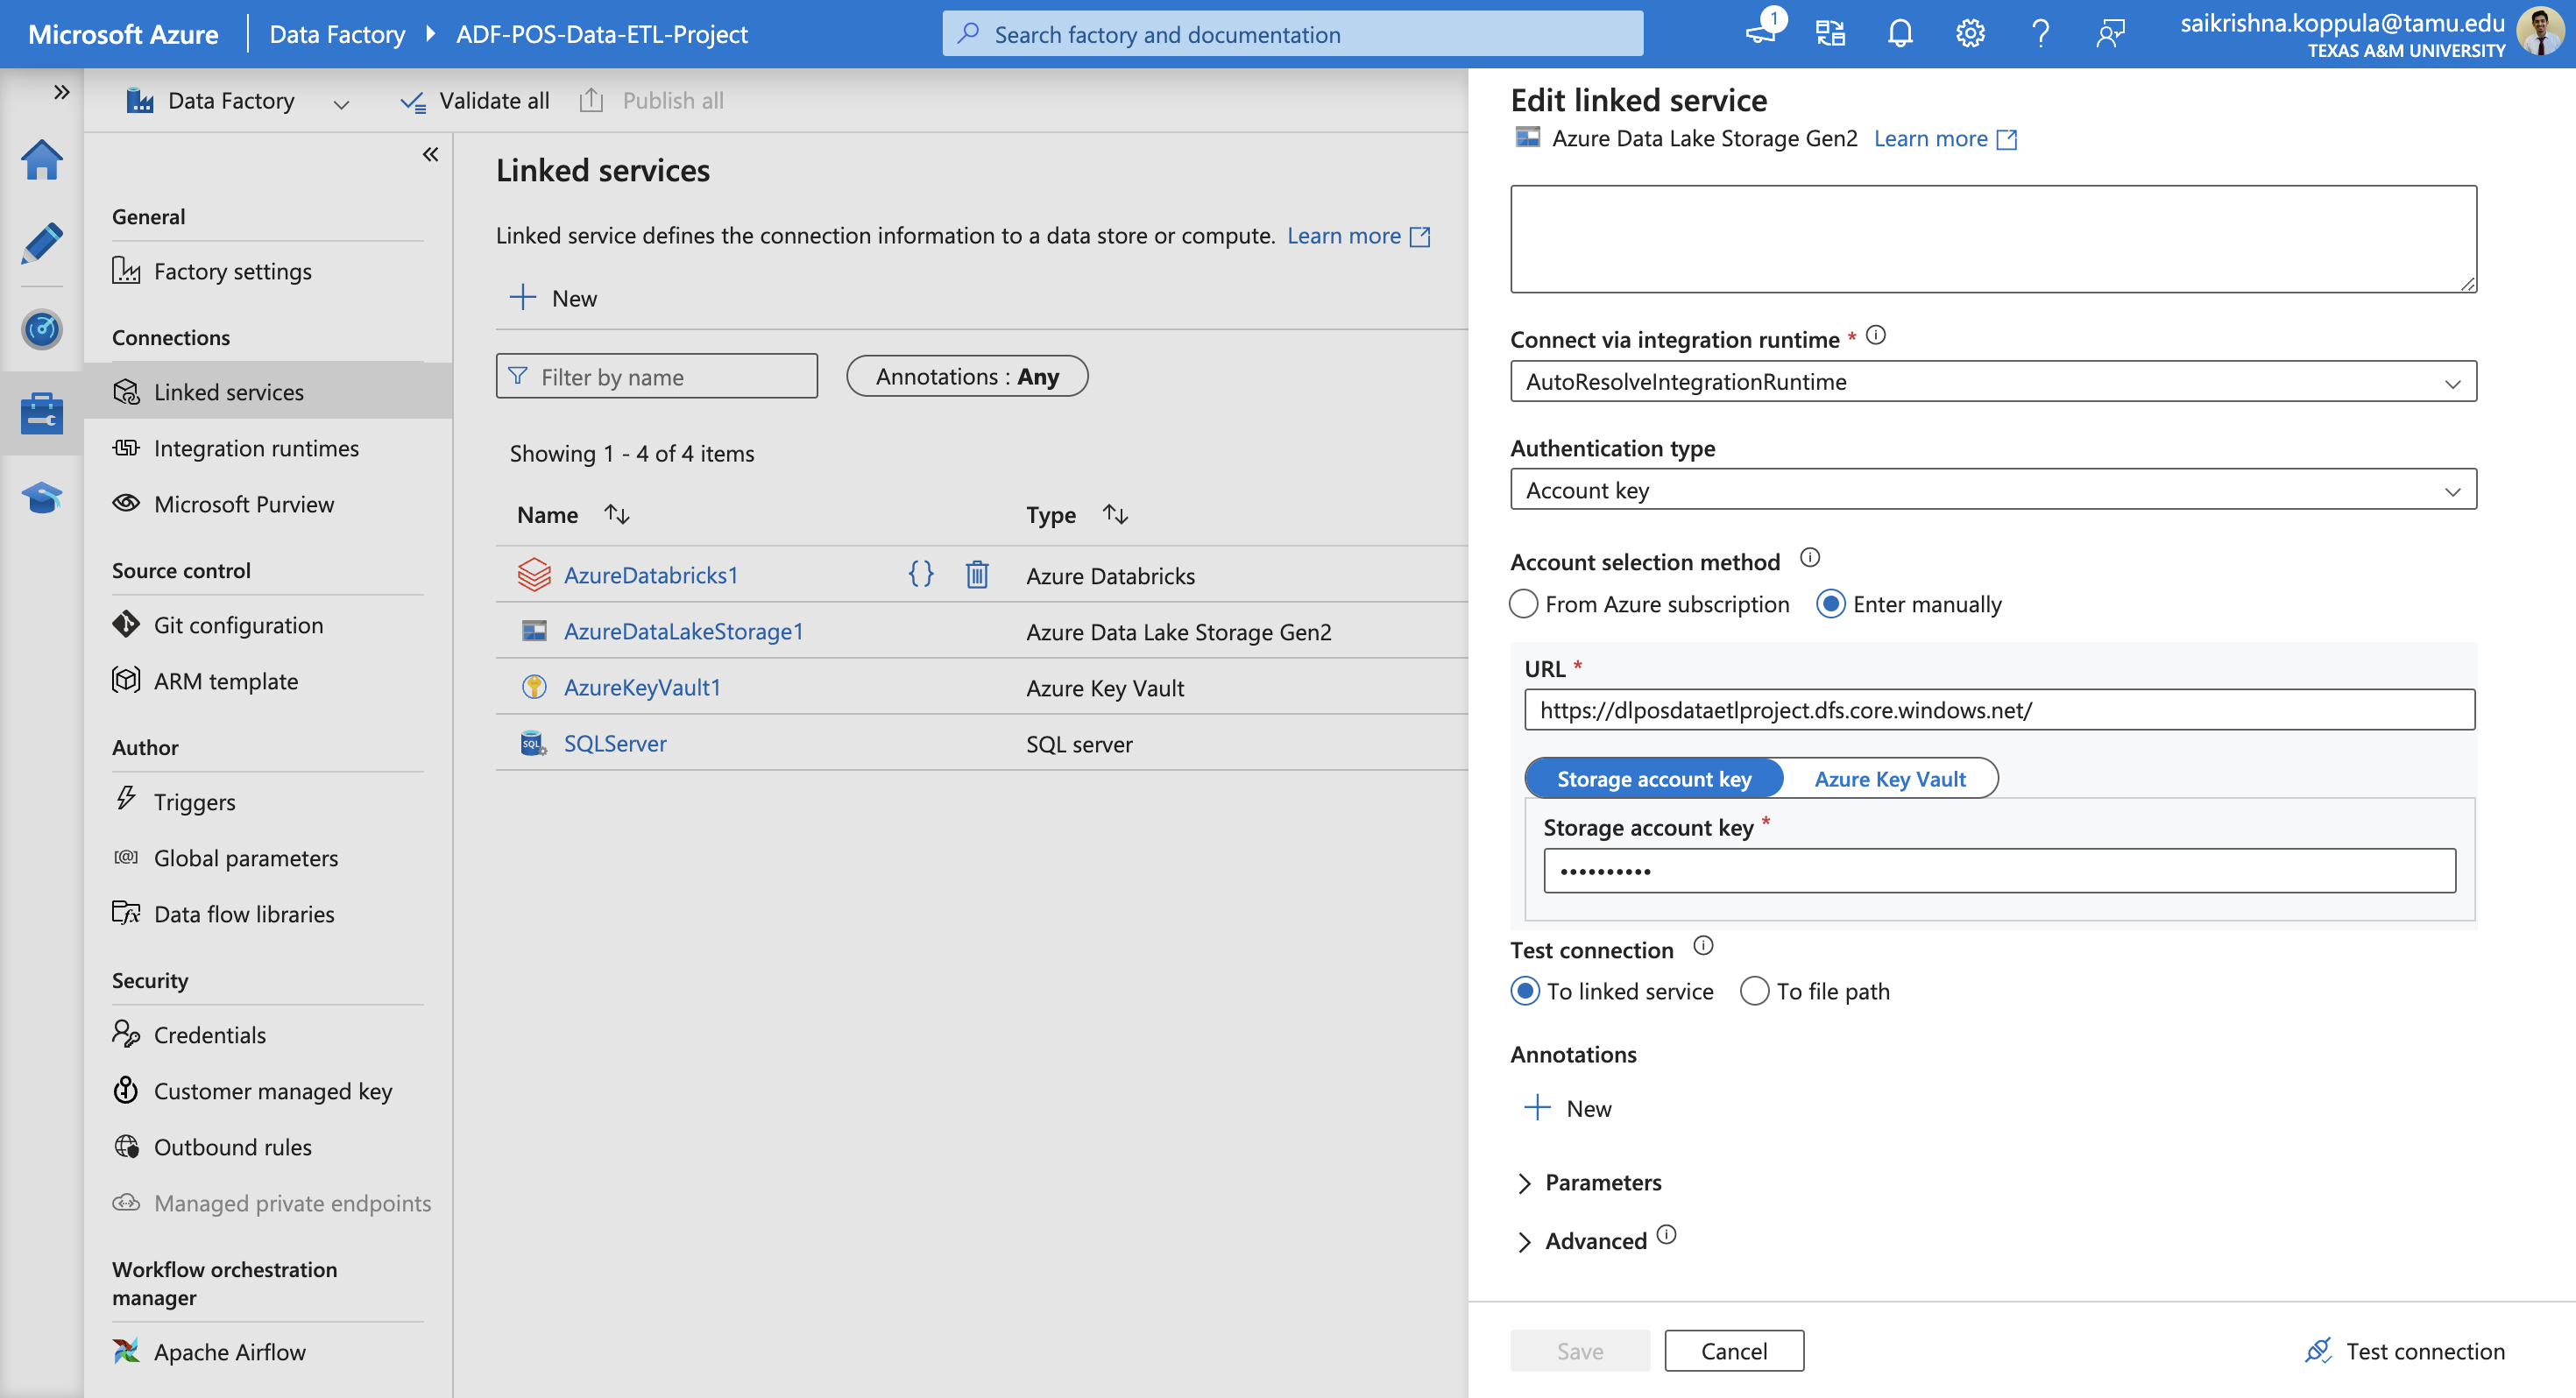 Microsoft Azure
Data Factory
ADF-POS-Data-ETL-Project
Search factory and documentation
1
saikrishna.koppula@tamu.edu
TEXAS A&M UNIVERSITY
Data Factory
Validate all
Publish all
General
Factory settings
Connections
Linked services
Integration runtimes
Microsoft Purview
Source control
Git configuration
ARM template
Author
Triggers
Global parameters
Data flow libraries
Security
Credentials
Customer managed key
Outbound rules
Managed private endpoints
Workflow orchestration
manager
Apache Airflow
Linked services
Linked service defines the connection information to a data store or compute. Learn more
New
Filter by name
Annotations : Any
Showing 1 - 4 of 4 items
Name Type
AzureDatabricks1 {} Azure Databricks
AzureDataLakeStorage1 Azure Data Lake Storage Gen2
AzureKeyVault1 Azure Key Vault
SQL SQLServer SQL server
Edit linked service
Azure Data Lake Storage Gen2 Learn more
Connect via integration runtime *
AutoResolveIntegrationRuntime
Authentication type
Account key
Account selection method
From Azure subscription Enter manually
URL *
https://dlposdataetlproject.dfs.core.windows.net/
Storage account key Azure Key Vault
Storage account key *
••••••••••
Test connection
To linked service To file path
Annotations
New
Parameters
Advanced
Save Cancel Test connection